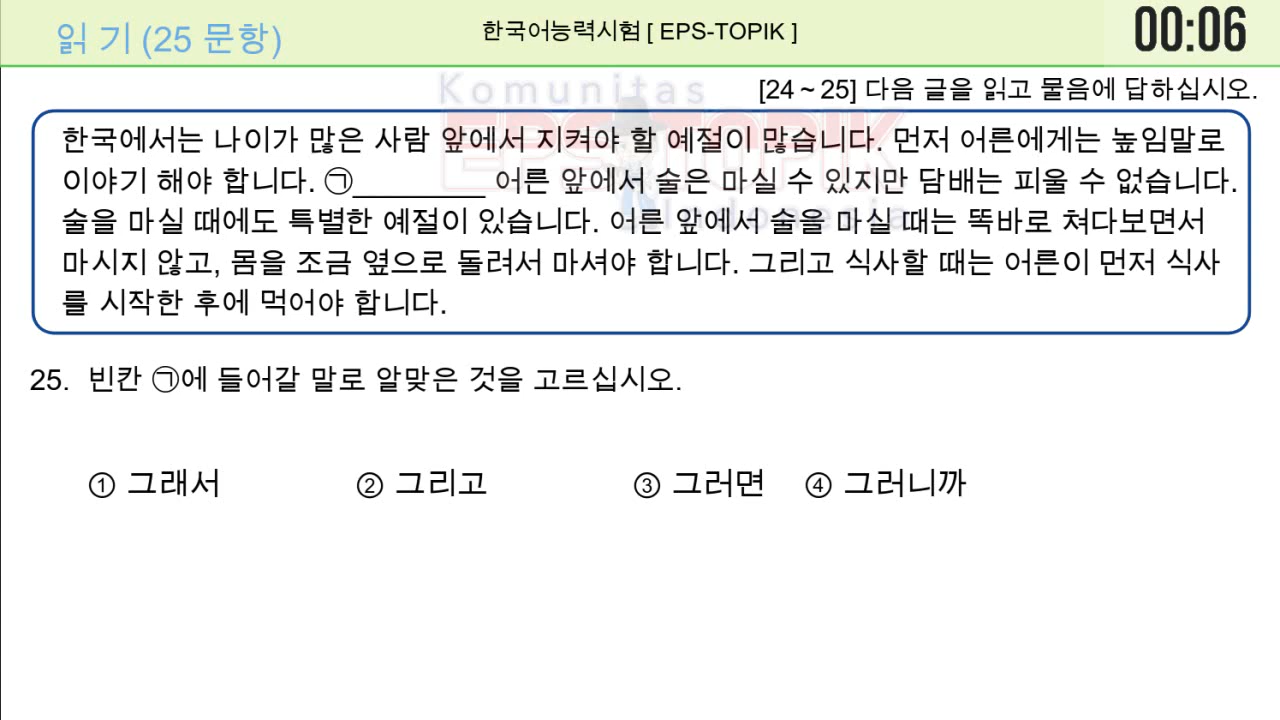 읽 기 (25 문항)
한국어능력시험 [ EPS-TOPIK ]
00:06
Komunitas
EPS-TOPIK
Indonesia
[24 ~ 25] 다음 글을 읽고 물음에 답하십시오.
한국에서는 나이가 많은 사람 앞에서 지켜야 할 예절이 많습니다. 먼저 어른에게는 높임말로
이야기 해야 합니다. ㉠_________ 어른 앞에서 술은 마실 수 있지만 담배는 피울 수 없습니다.
술을 마실 때에도 특별한 예절이 있습니다. 어른 앞에서 술을 마실 때는 똑바로 쳐다보면서
마시지 않고, 몸을 조금 옆으로 돌려서 마셔야 합니다. 그리고 식사할 때는 어른이 먼저 식사
를 시작한 후에 먹어야 합니다.
25. 빈칸 ㉠에 들어갈 말로 알맞은 것을 고르십시오.
① 그래서 ② 그리고 ③ 그러면 ④ 그러니까